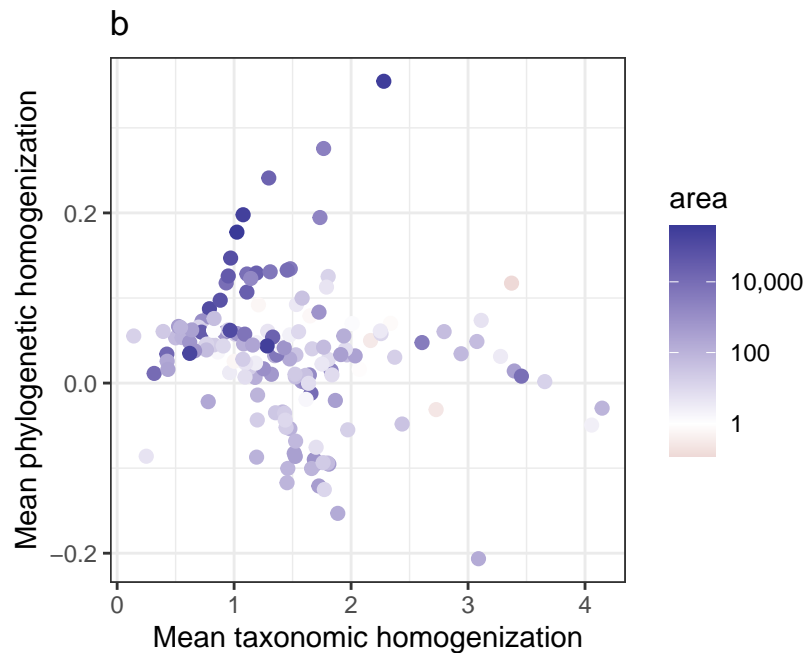 b
Mean phylogenetic homogenization
0.2
0.0
−0.2
0
1
2
3
4
Mean taxonomic homogenization
area
10,000
100
1